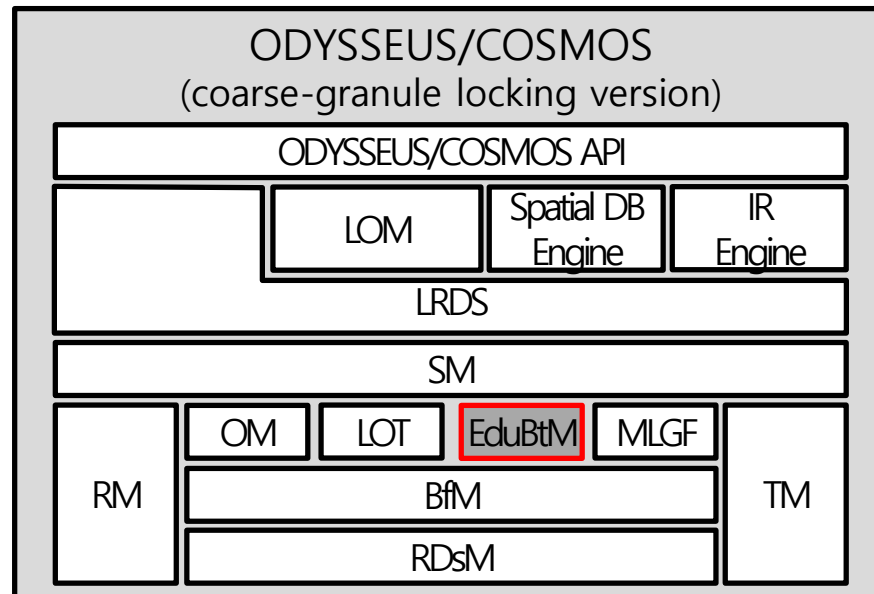 ODYSSEUS/COSMOS
(coarse-granule locking version)
ODYSSEUS/COSMOS API
LOM
Spatial DB
Engine
IR
Engine
LRDS
SM
RM
OM
LOT
EduBtM
MLGF
TM
BfM
RDsM